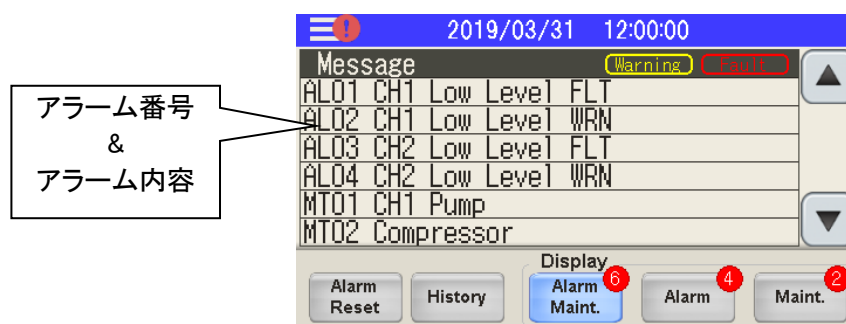 アラーム番号
&
アラーム内容
2019/03/31 12:00:00
Message Warning Fault
AL01 CH1 Low Level FLT
AL02 CH1 Low Level WRN
AL03 CH2 Low Level FLT
AL04 CH2 Low Level WRN
MT01 CH1 Pump
MT02 Compressor
Display
Alarm Reset
History
Alarm Maint. 6
Alarm 4
Maint. 2